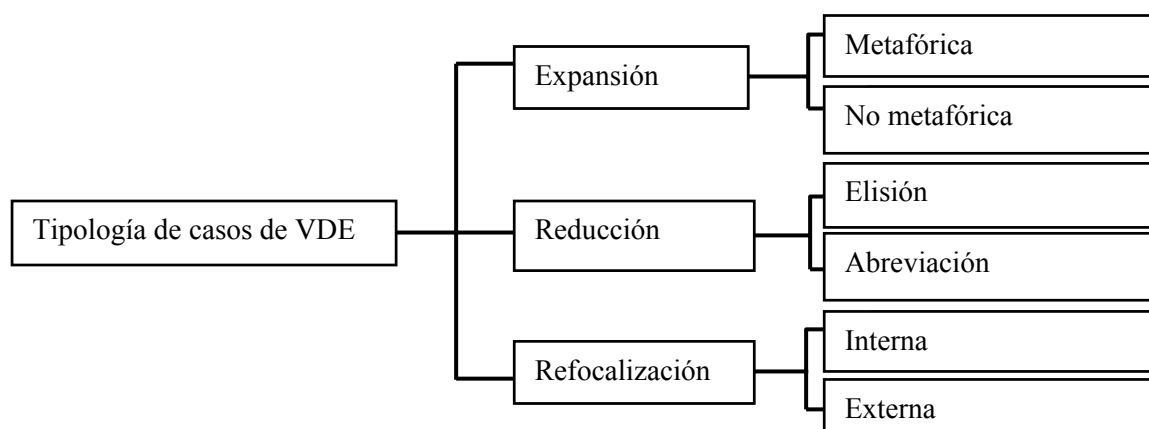 Tipología de casos de VDE
Expansión
Metafórica
No metafórica
Reducción
Elisión
Abreviación
Refocalización
Interna
Externa